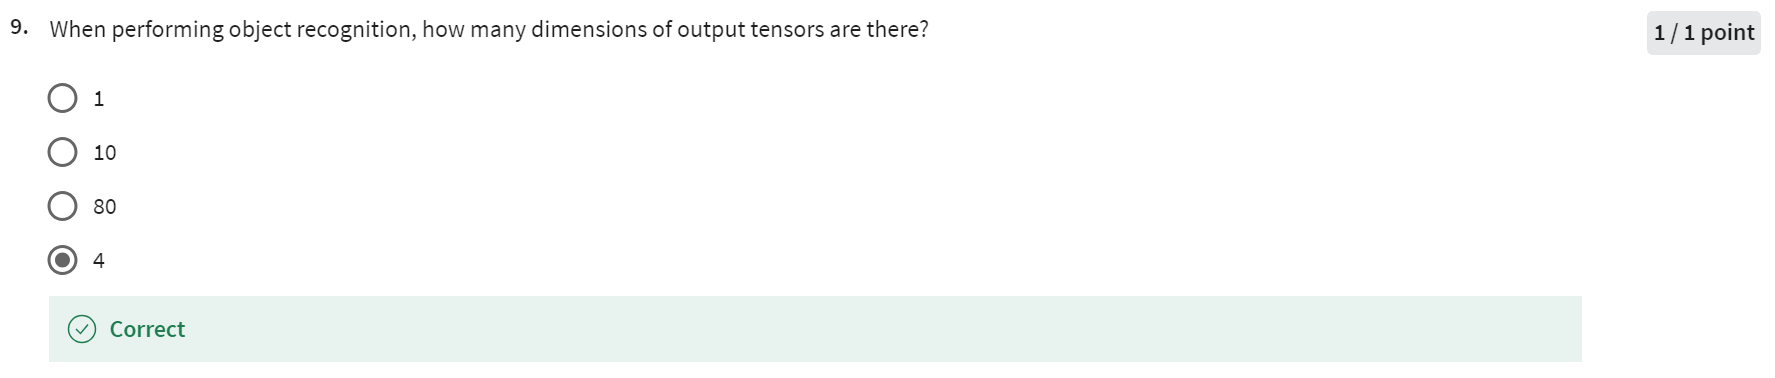 9. When performing object recognition, how many dimensions of output tensors are there?
1 / 1 point
1
10
80
4
Correct